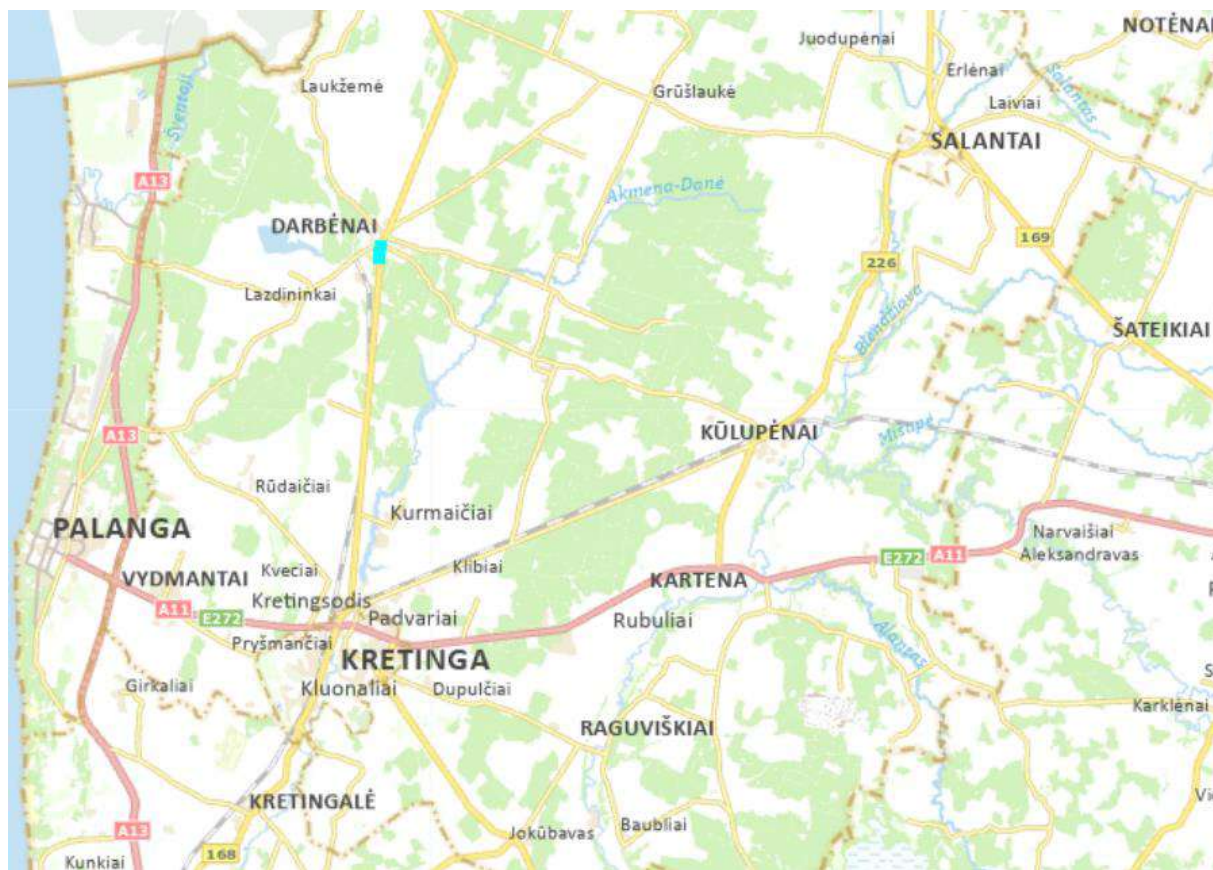 NOTĖNAI
Juodupėnai
Erlėnai
Salantas
Laukžemė
Šventoji
Grūšlaukė
Laiviai
SALANTAI
A13
Akmena-Danė
DARBĖNAI
169
226
Lazdininkai
Blendžiava
ŠATEIKIAI
A13
KŪLUPĖNAI
Mišupė
Rūdaičiai
Kurmaičiai
PALANGA
Narvaišiai
Aleksandravas
E272 A11
Klibiai
Kveciai
VYDMANTAI
KARTENA
A11
E272
Kretingsodis
Padvariai
Rubuliai
Alantas
Pryšmančiai
KRETINGA
Girkaliai
Kluonaliai
Dupulčiai
Karklėnai
RAGUVIŠKIAI
KRETINGALĖ
A13
Jokūbavas
Baubliai
168
Kunkiai